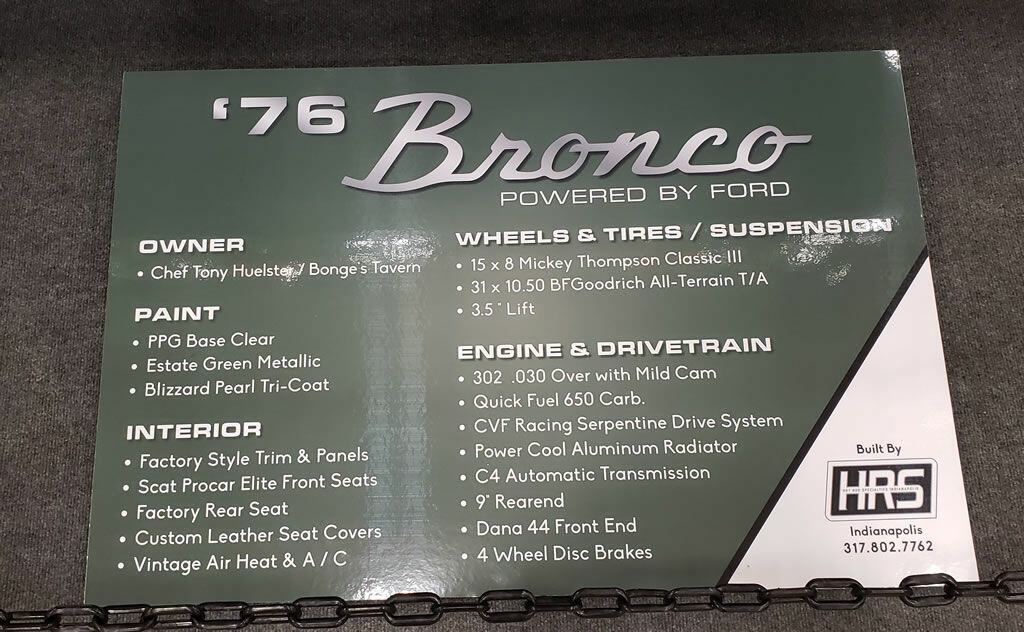 '76 Bronco
POWERED BY FORD
OWNER
• Chef Tony Huelster / Bonge's Tavern
PAINT
• PPG Base Clear
• Estate Green Metallic
• Blizzard Pearl Tri-Coat
INTERIOR
• Factory Style Trim & Panels
• Scat Procar Elite Front Seats
• Factory Rear Seat
• Custom Leather Seat Covers
• Vintage Air Heat & A / C
WHEELS & TIRES / SUSPENSION
• 15 x 8 Mickey Thompson Classic III
• 31 x 10.50 BFGoodrich All-Terrain T/A
• 3.5 " Lift
ENGINE & DRIVETRAIN
• 302 .030 Over with Mild Cam
• Quick Fuel 650 Carb.
• CVF Racing Serpentine Drive System
• Power Cool Aluminum Radiator
• C4 Automatic Transmission
• 9" Rearend
• Dana 44 Front End
• 4 Wheel Disc Brakes
Built By
HRS
HOT ROD SPECIALTIES INDIANAPOLIS
Indianapolis
317.802.7762